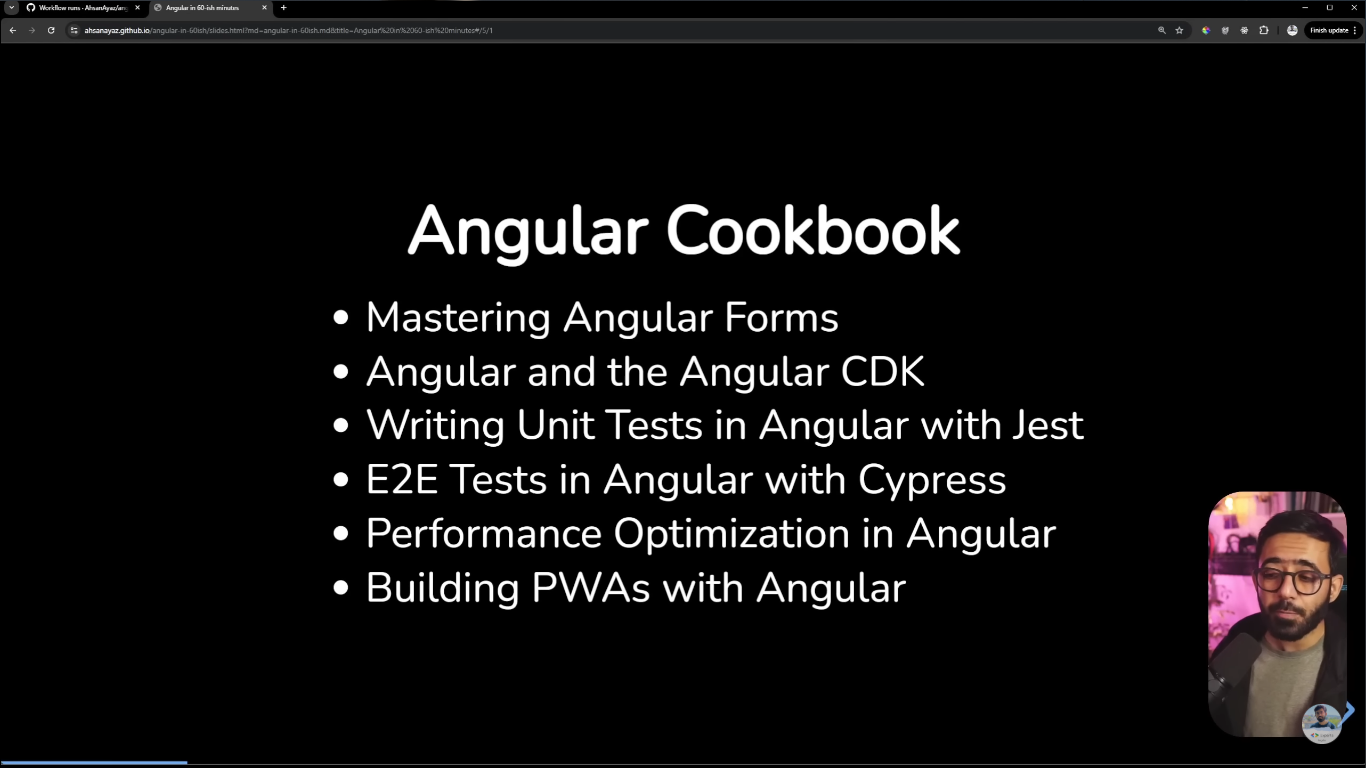 Workflow runs - AhsanAyaz/ang
Angular in 60-ish minutes
ahsanayaz.github.io/angular-in-60ish/slides.html?md=angular-in-60ish.md&title=Angular%20in%2060-ish%20minutes#/5/1
Finish update
Angular Cookbook
Mastering Angular Forms
Angular and the Angular CDK
Writing Unit Tests in Angular with Jest
E2E Tests in Angular with Cypress
Performance Optimization in Angular
Building PWAs with Angular